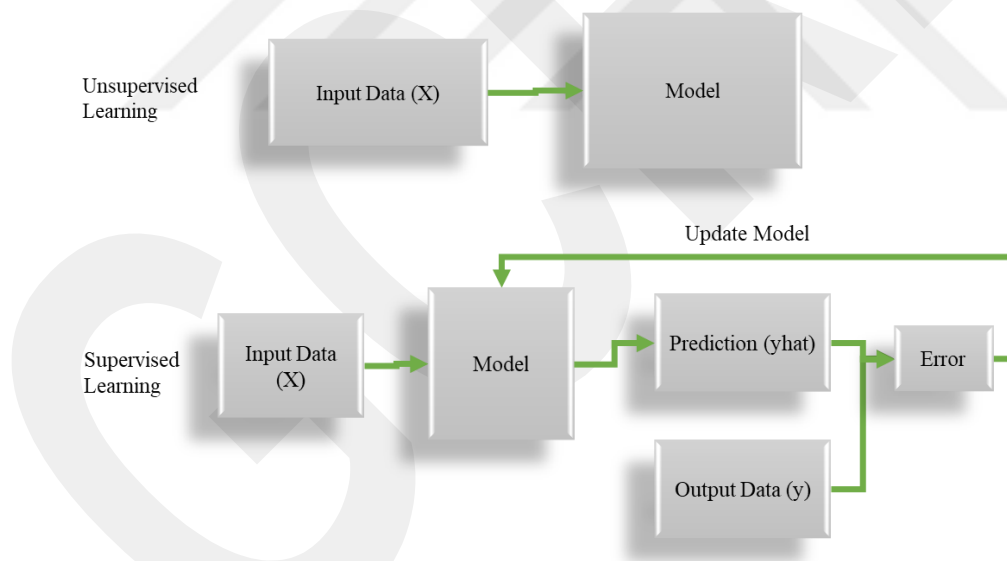 Unsupervised
Learning
Input Data (X)
Model
Update Model
Supervised
Learning
Input Data
(X)
Model
Prediction (yhat)
Error
Output Data (y)